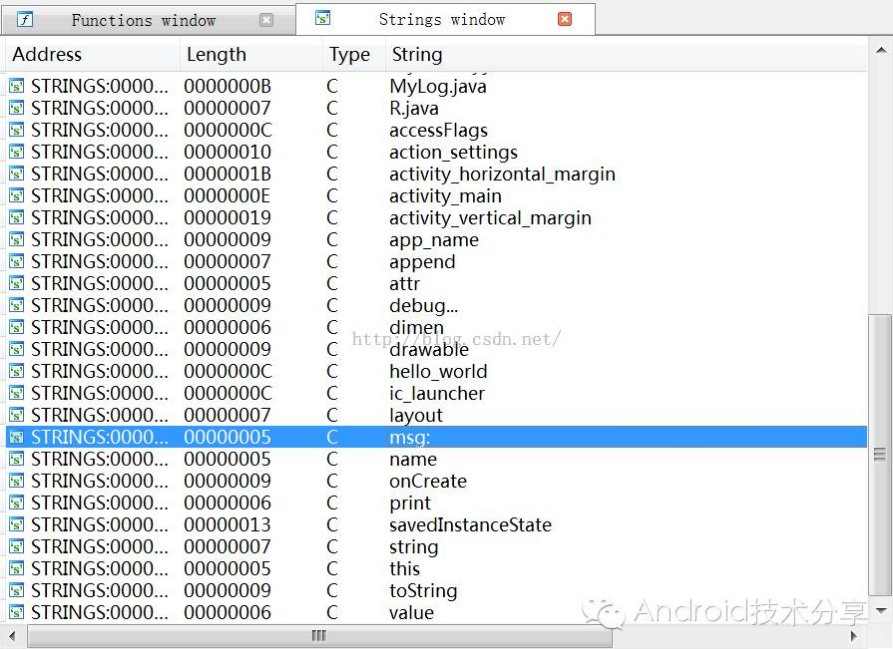 Functions window
Strings window
Address Length Type String
STRINGS:0000... 0000000B C MyLog.java
STRINGS:0000... 00000007 C R.java
STRINGS:0000... 0000000C C accessFlags
STRINGS:0000... 00000010 C action_settings
STRINGS:0000... 0000001B C activity_horizontal_margin
STRINGS:0000... 0000000E C activity_main
STRINGS:0000... 00000019 C activity_vertical_margin
STRINGS:0000... 00000009 C app_name
STRINGS:0000... 00000007 C append
STRINGS:0000... 00000005 C attr
STRINGS:0000... 00000009 C debug...
STRINGS:0000... 00000006 C dimen
http://blog.csdn.net/
STRINGS:0000... 00000009 C drawable
STRINGS:0000... 0000000C C hello_world
STRINGS:0000... 0000000C C ic_launcher
STRINGS:0000... 00000007 C layout
STRINGS:0000... 00000005 C msg:
STRINGS:0000... 00000005 C name
STRINGS:0000... 00000009 C onCreate
STRINGS:0000... 00000006 C print
STRINGS:0000... 00000013 C savedInstanceState
STRINGS:0000... 00000007 C string
STRINGS:0000... 00000005 C this
STRINGS:0000... 00000009 C toString
STRINGS:0000... 00000006 C value
Android技术分享